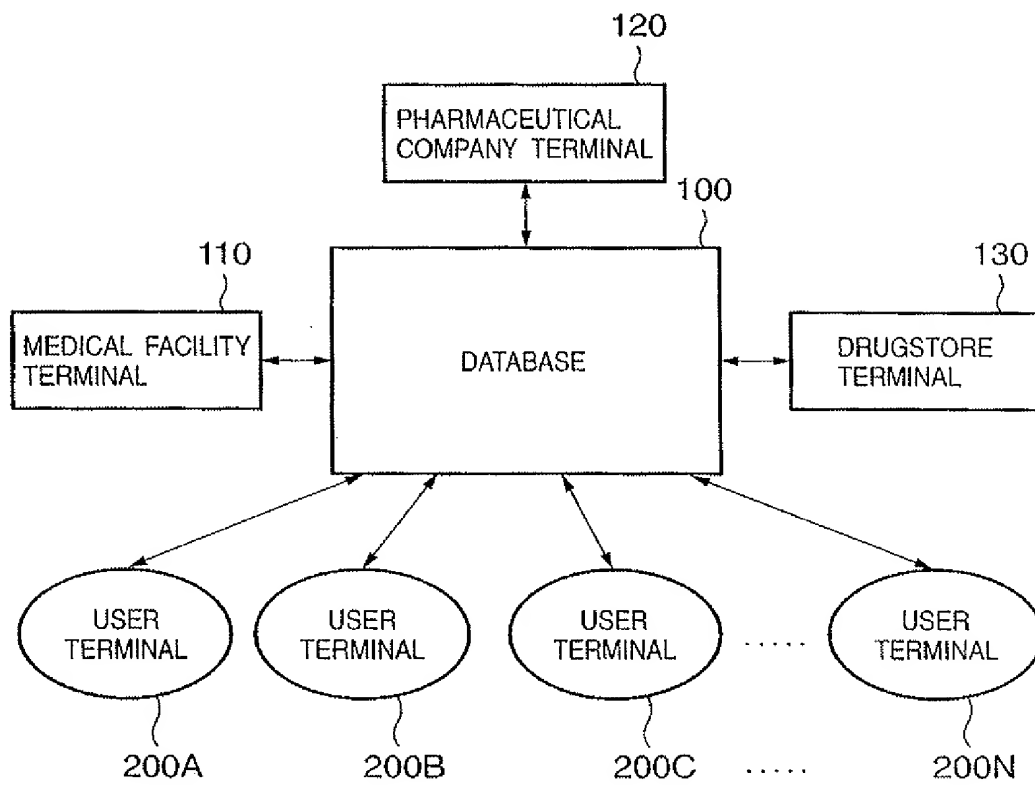 120
PHARMACEUTICAL
COMPANY TERMINAL
100
110
130
MEDICAL FACILITY
TERMINAL
DATABASE
DRUGSTORE
TERMINAL
USER
TERMINAL
USER
TERMINAL
USER
TERMINAL
.....
USER
TERMINAL
200A
200B
200C
.....
200N